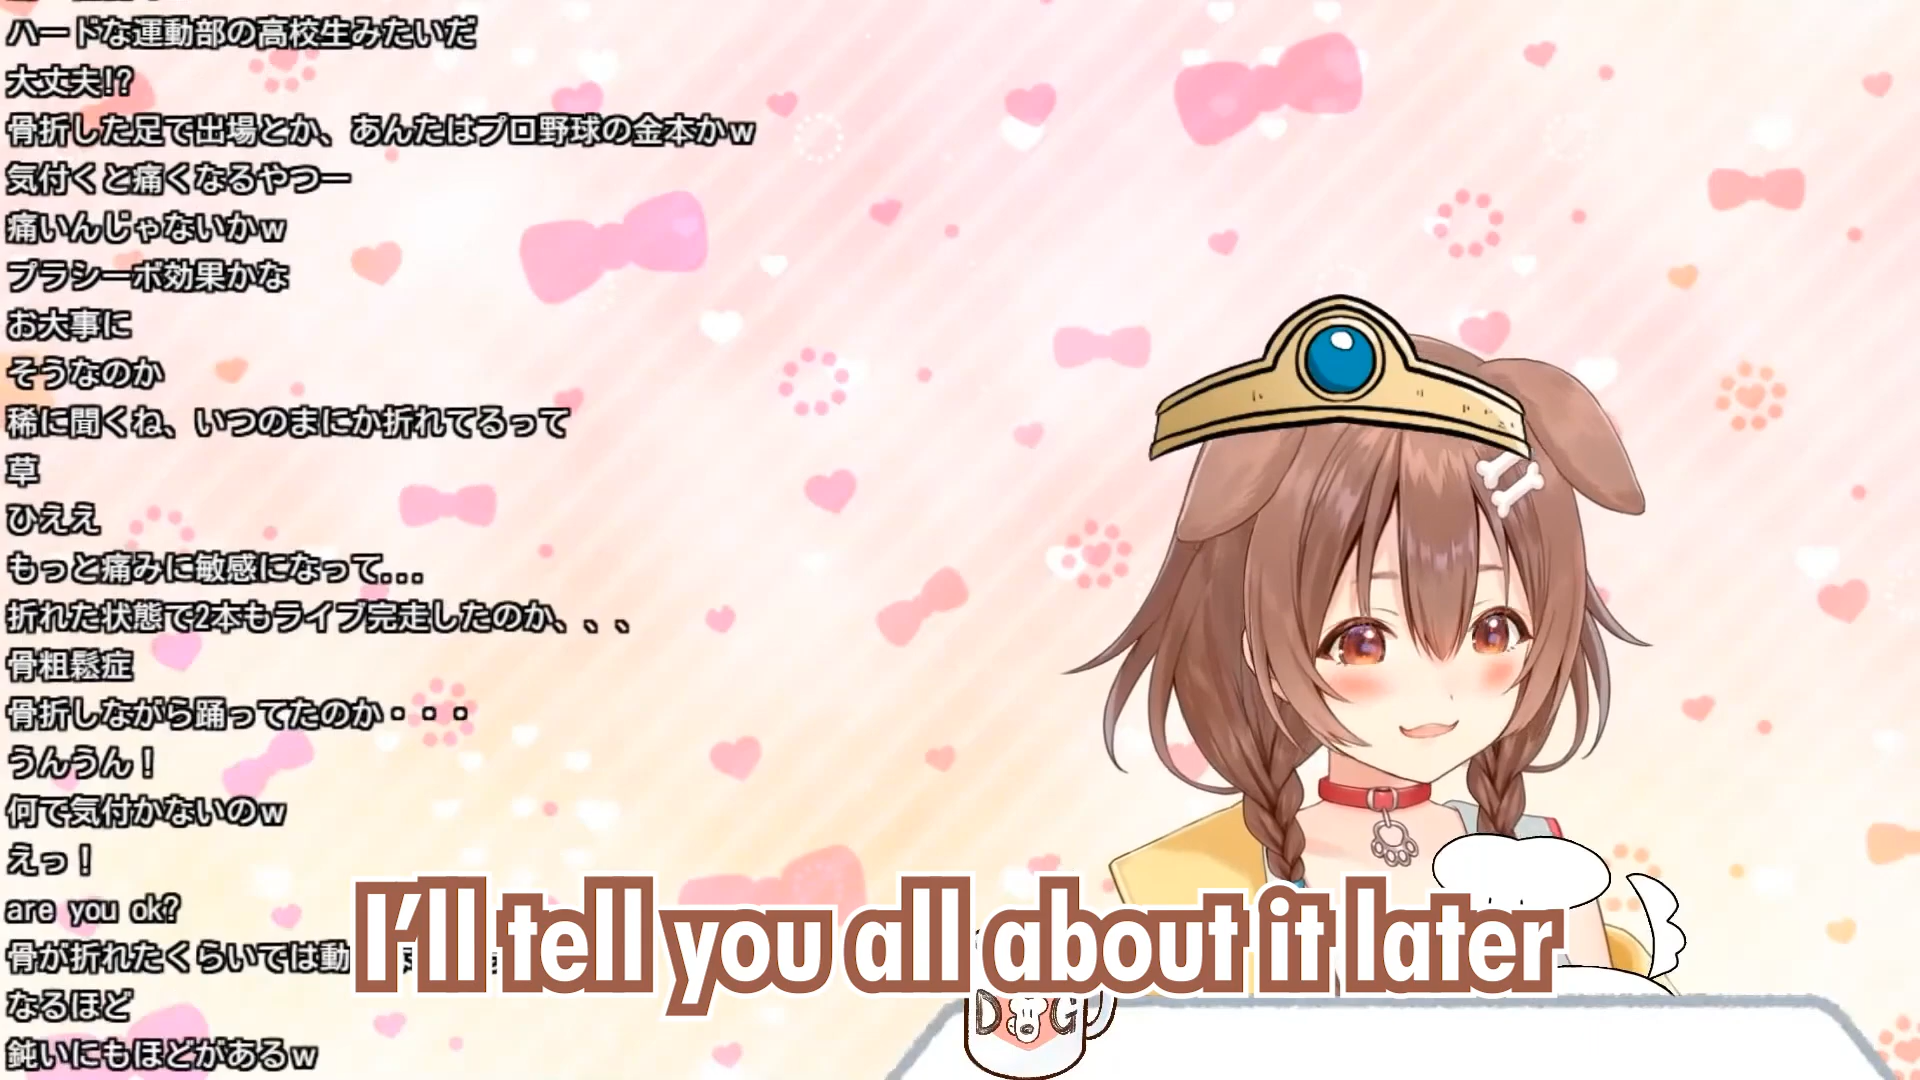 ハードな運動部の高校生みたいだ
大丈夫!?
骨折した足で出場とか、あんたはプロ野球の金本かw
気付くと痛くなるやつー
痛いんじゃないかw
プラシーボ効果かな
お大事に
そうなのか
稀に聞くね、いつのまにか折れてるって
草
ひええ
もっと痛みに敏感になって...
折れた状態で2本もライブ完走したのか、、、
骨粗鬆症
骨折しながら踊ってたのか・・・
うんうん！
何で気付かないのw
えっ！
are you ok?
骨が折れたくらいでは動
なるほど
鈍いにもほどがあるw
I'll tell you all about it later
DOG